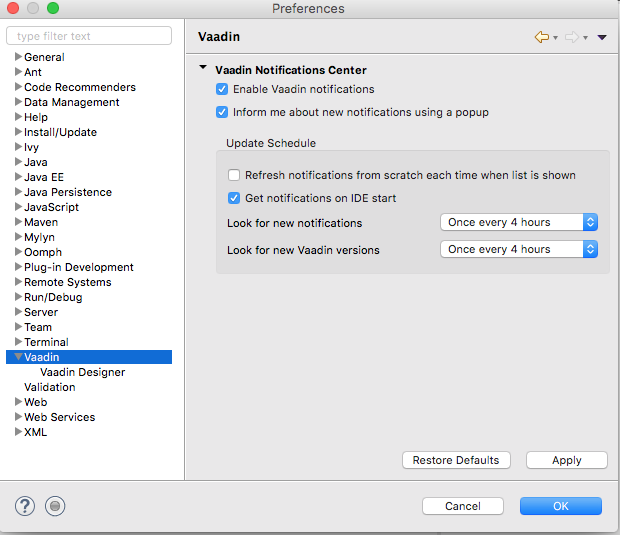 Preferences
type filter text
General
Ant
Code Recommenders
Data Management
Help
Install/Update
Ivy
Java
Java EE
Java Persistence
JavaScript
Maven
Mylyn
Oomph
Plug-in Development
Remote Systems
Run/Debug
Server
Team
Terminal
Vaadin
Vaadin Designer
Validation
Web
Web Services
XML
Vaadin
Vaadin Notifications Center
Enable Vaadin notifications
Inform me about new notifications using a popup
Update Schedule
Refresh notifications from scratch each time when list is shown
Get notifications on IDE start
Look for new notifications Once every 4 hours
Look for new Vaadin versions Once every 4 hours
Restore Defaults Apply
? Cancel OK